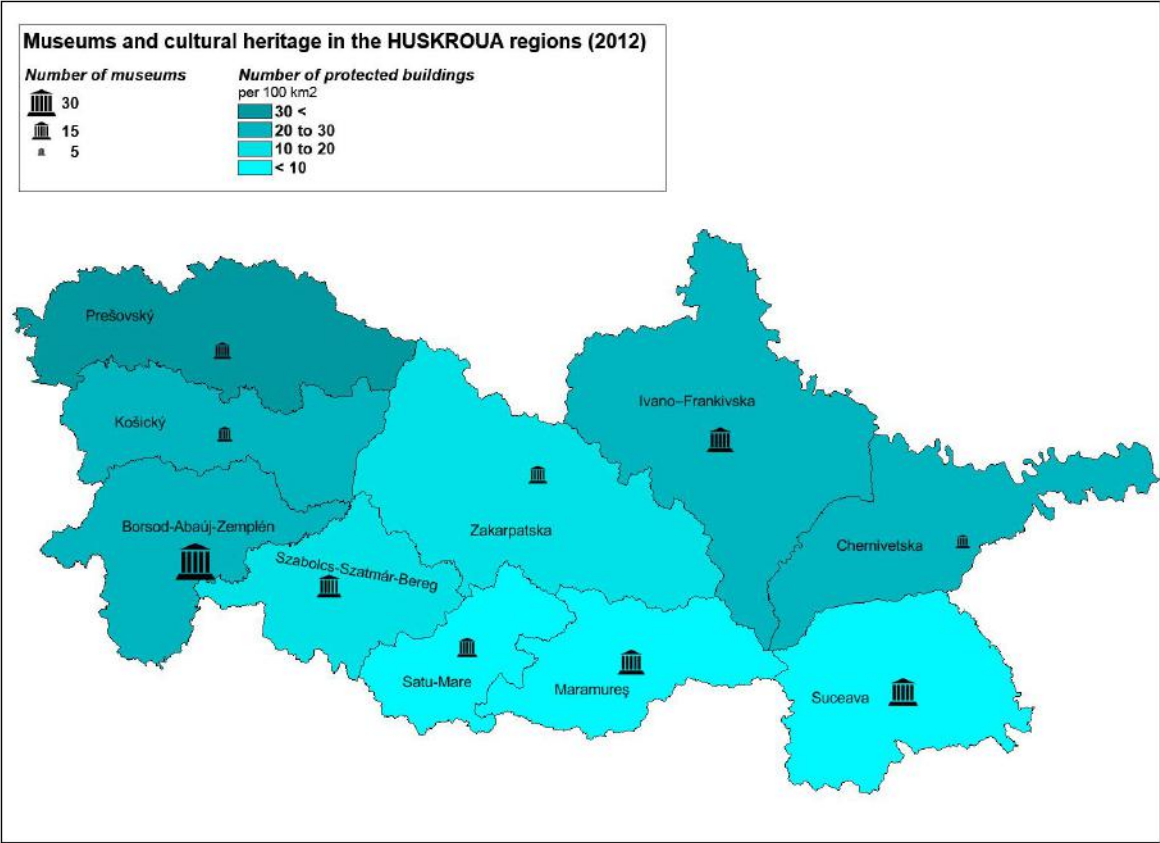 Museums and cultural heritage in the HUSKROUA regions (2012)
Number of museums
30
15
5
Number of protected buildings
per 100 km2
30 <
20 to 30
10 to 20
< 10
Prešovský
Košický
Ivano–Frankivska
Borsod-Abaúj-Zemplén
Zakarpatska
Chernivetska
Szabolcs-Szatmár-Bereg
Satu-Mare
Maramureş
Suceava